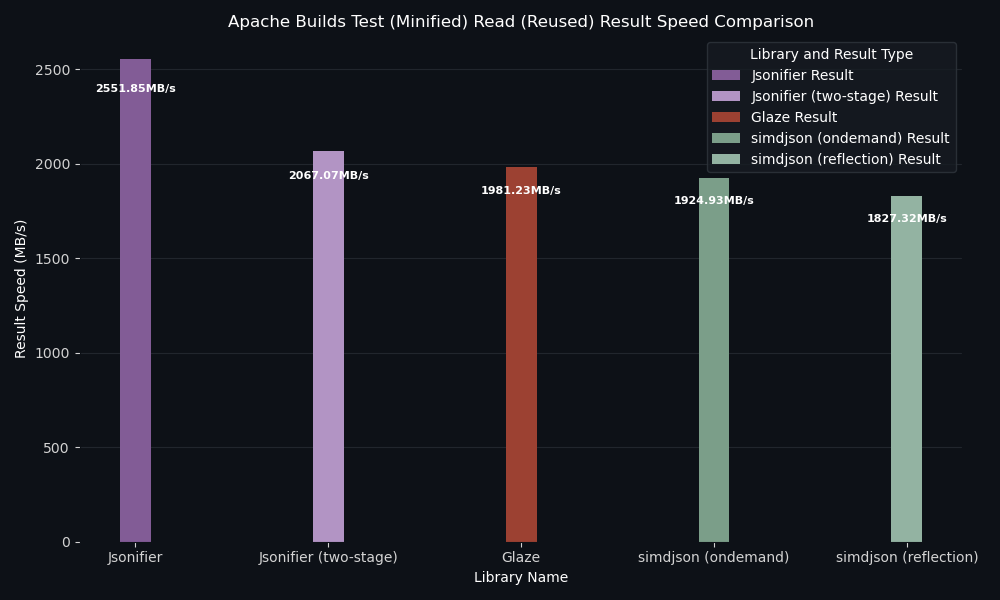 Apache Builds Test (Minified) Read (Reused) Result Speed Comparison
Library and Result Type
Jsonifier Result
Jsonifier (two-stage) Result
Glaze Result
simdjson (ondemand) Result
simdjson (reflection) Result
Result Speed (MB/s)
2500
2000
1500
1000
500
0
2551.85MB/s
2067.07MB/s
1981.23MB/s
1924.93MB/s
1827.32MB/s
Jsonifier
Jsonifier (two-stage)
Glaze
simdjson (ondemand)
simdjson (reflection)
Library Name